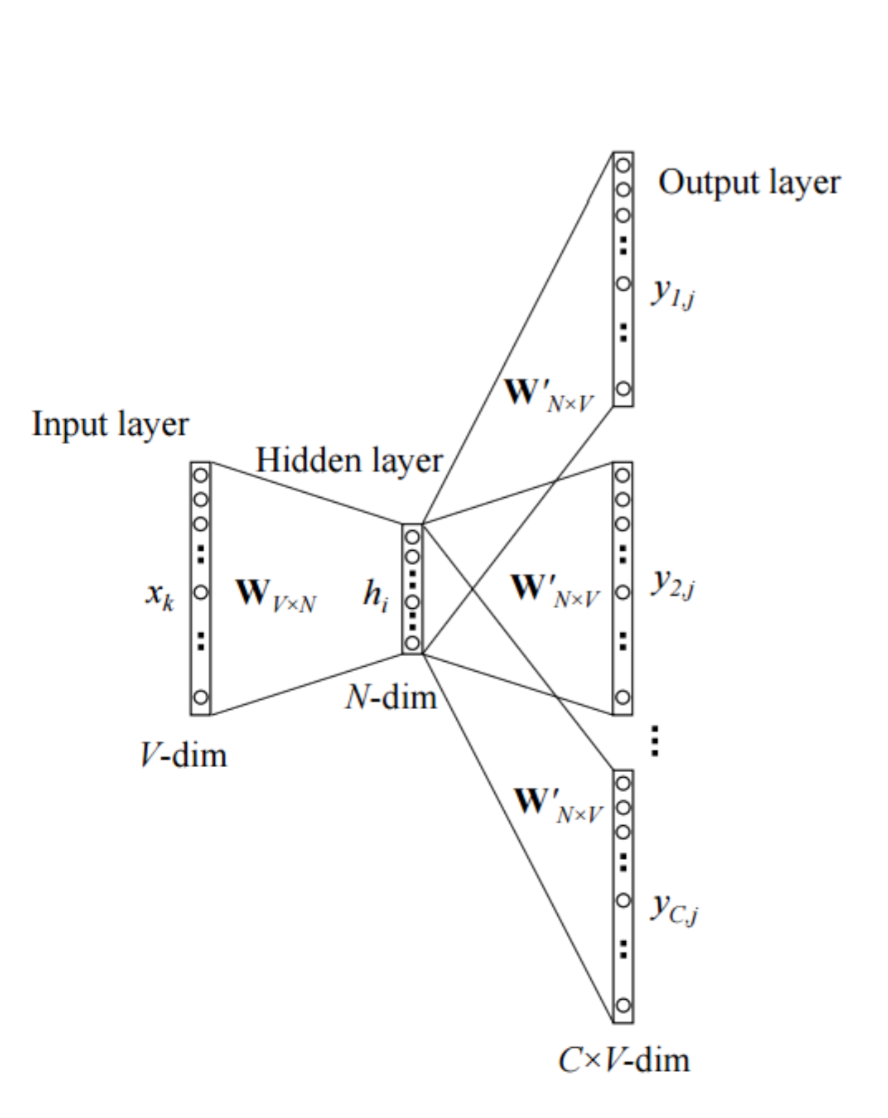 Output layer
y1,j
W′N×V
Input layer
Hidden layer
xk
WV×N
hi
W′N×V
y2,j
N-dim
V-dim
W′N×V
yC,j
C×V-dim